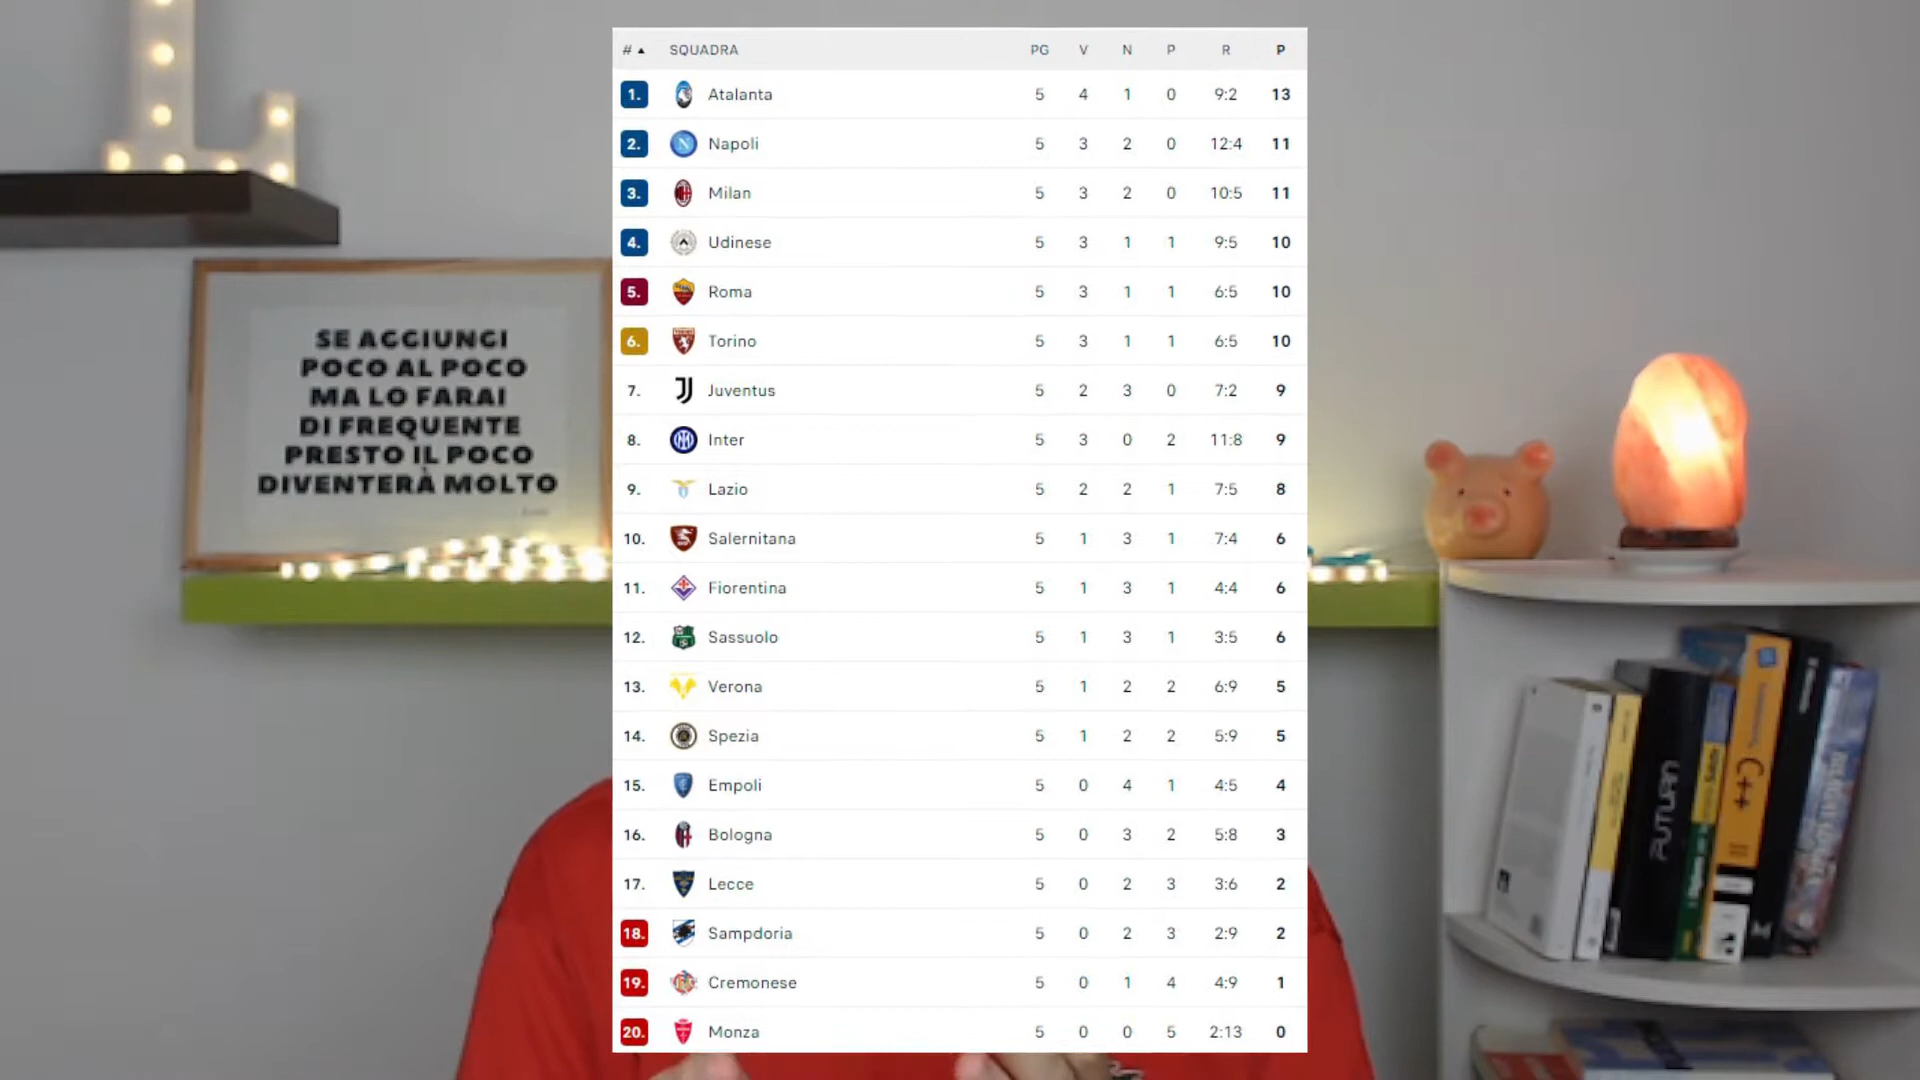 SE AGGIUNGI
POCO AL POCO
MA LO FARAI
DI FREQUENTE
PRESTO IL POCO
DIVENTERÀ MOLTO
# SQUADRA PG V N P R P
1. Atalanta 5 4 1 0 9:2 13
2. Napoli 5 3 2 0 12:4 11
3. Milan 5 3 2 0 10:5 11
4. Udinese 5 3 1 1 9:5 10
5. Roma 5 3 1 1 6:5 10
6. Torino 5 3 1 1 6:5 10
7. Juventus 5 2 3 0 7:2 9
8. Inter 5 3 0 2 11:8 9
9. Lazio 5 2 2 1 7:5 8
10. Salernitana 5 1 3 1 7:4 6
11. Fiorentina 5 1 3 1 4:4 6
12. Sassuolo 5 1 3 1 3:5 6
13. Verona 5 1 2 2 6:9 5
14. Spezia 5 1 2 2 5:9 5
15. Empoli 5 0 4 1 4:5 4
16. Bologna 5 0 3 2 5:8 3
17. Lecce 5 0 2 3 3:6 2
18. Sampdoria 5 0 2 3 2:9 2
19. Cremonese 5 0 1 4 4:9 1
20. Monza 5 0 0 5 2:13 0
C++